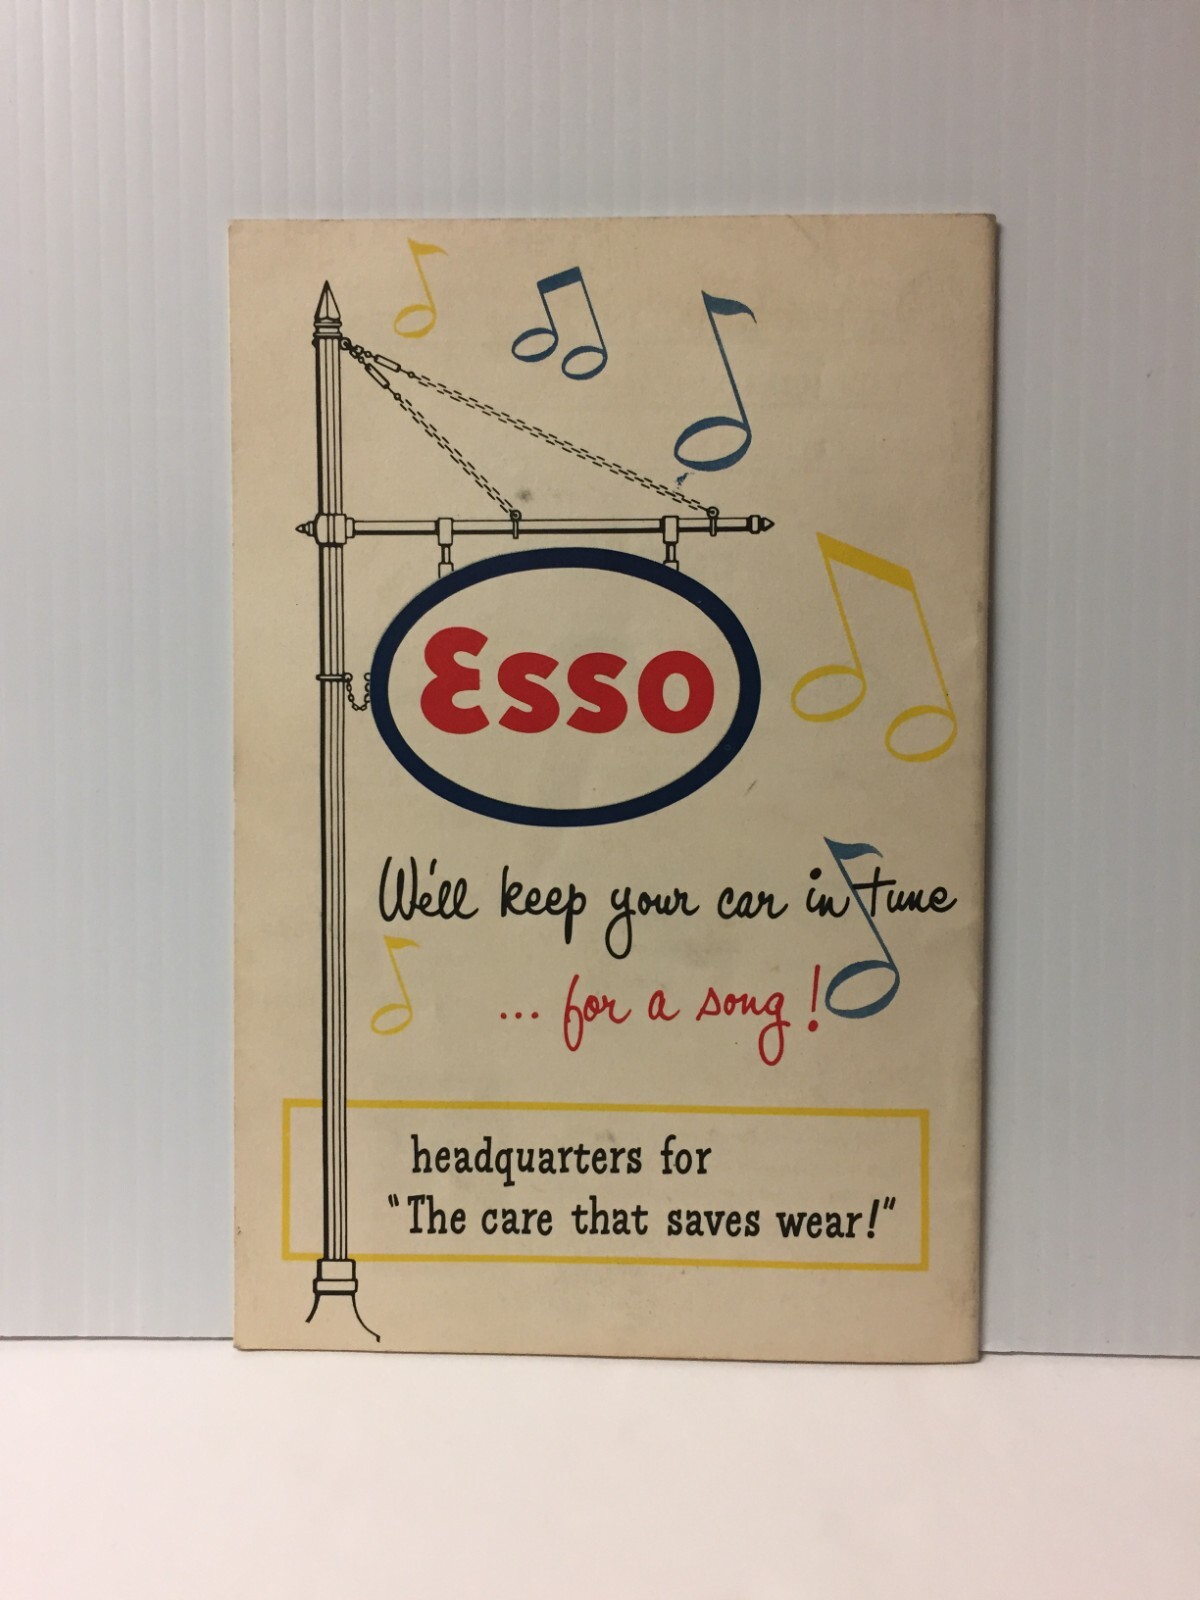 Esso
We'll keep your car in tune
... for a song!
headquarters for
"The care that saves wear!"